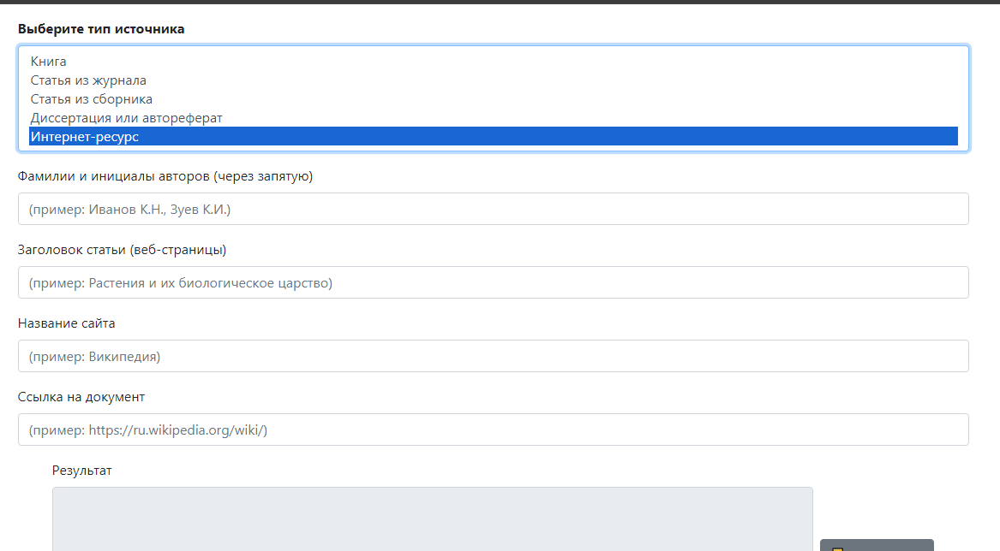 Выберите тип источника
Книга
Статья из журнала
Статья из сборника
Диссертация или автореферат
Интернет-ресурс
Фамилии и инициалы авторов (через запятую)
(пример: Иванов К.Н., Зуев К.И.)
Заголовок статьи (веб-страницы)
(пример: Растения и их биологическое царство)
Название сайта
(пример: Википедия)
Ссылка на документ
(пример: https://ru.wikipedia.org/wiki/)
Результат